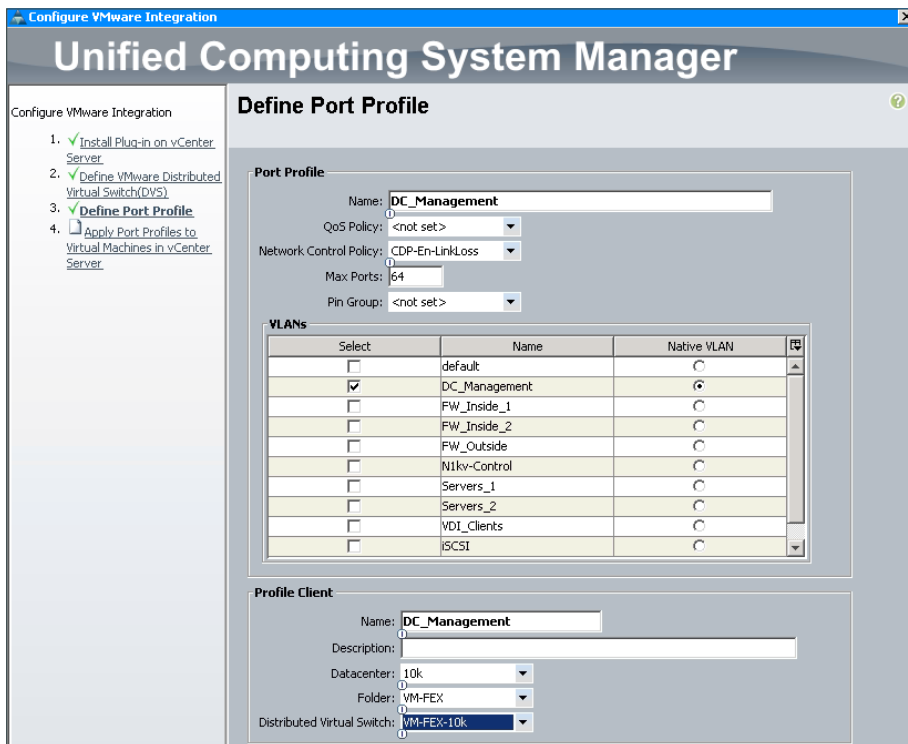 Configure VMware Integration
Unified Computing System Manager
Configure VMware Integration
1. Install Plug-in on vCenter
Server
2. Define VMware Distributed
Virtual Switch(DVS)
3. Define Port Profile
4. Apply Port Profiles to
Virtual Machines in vCenter
Server
Define Port Profile
Port Profile
Name: DC_Management
QoS Policy: <not set>
Network Control Policy: CDP-En-LinkLoss
Max Ports: 64
Pin Group: <not set>
VLANs
Select Name Native VLAN
default
DC_Management
FW_Inside_1
FW_Inside_2
FW_Outside
N1kv-Control
Servers_1
Servers_2
VDI_Clients
iSCSI
Profile Client
Name: DC_Management
Description:
Datacenter: 10k
Folder: VM-FEX
Distributed Virtual Switch: VM-FEX-10k